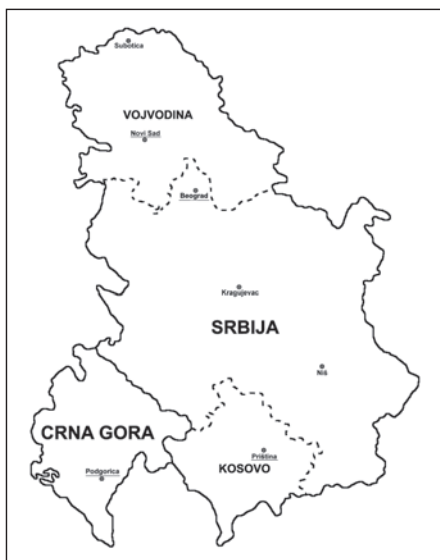 Subotica
VOJVODINA
Novi Sad
Beograd
Kragujevac
SRBIJA
Niš
CRNA GORA
Priština
KOSOVO
Podgorica